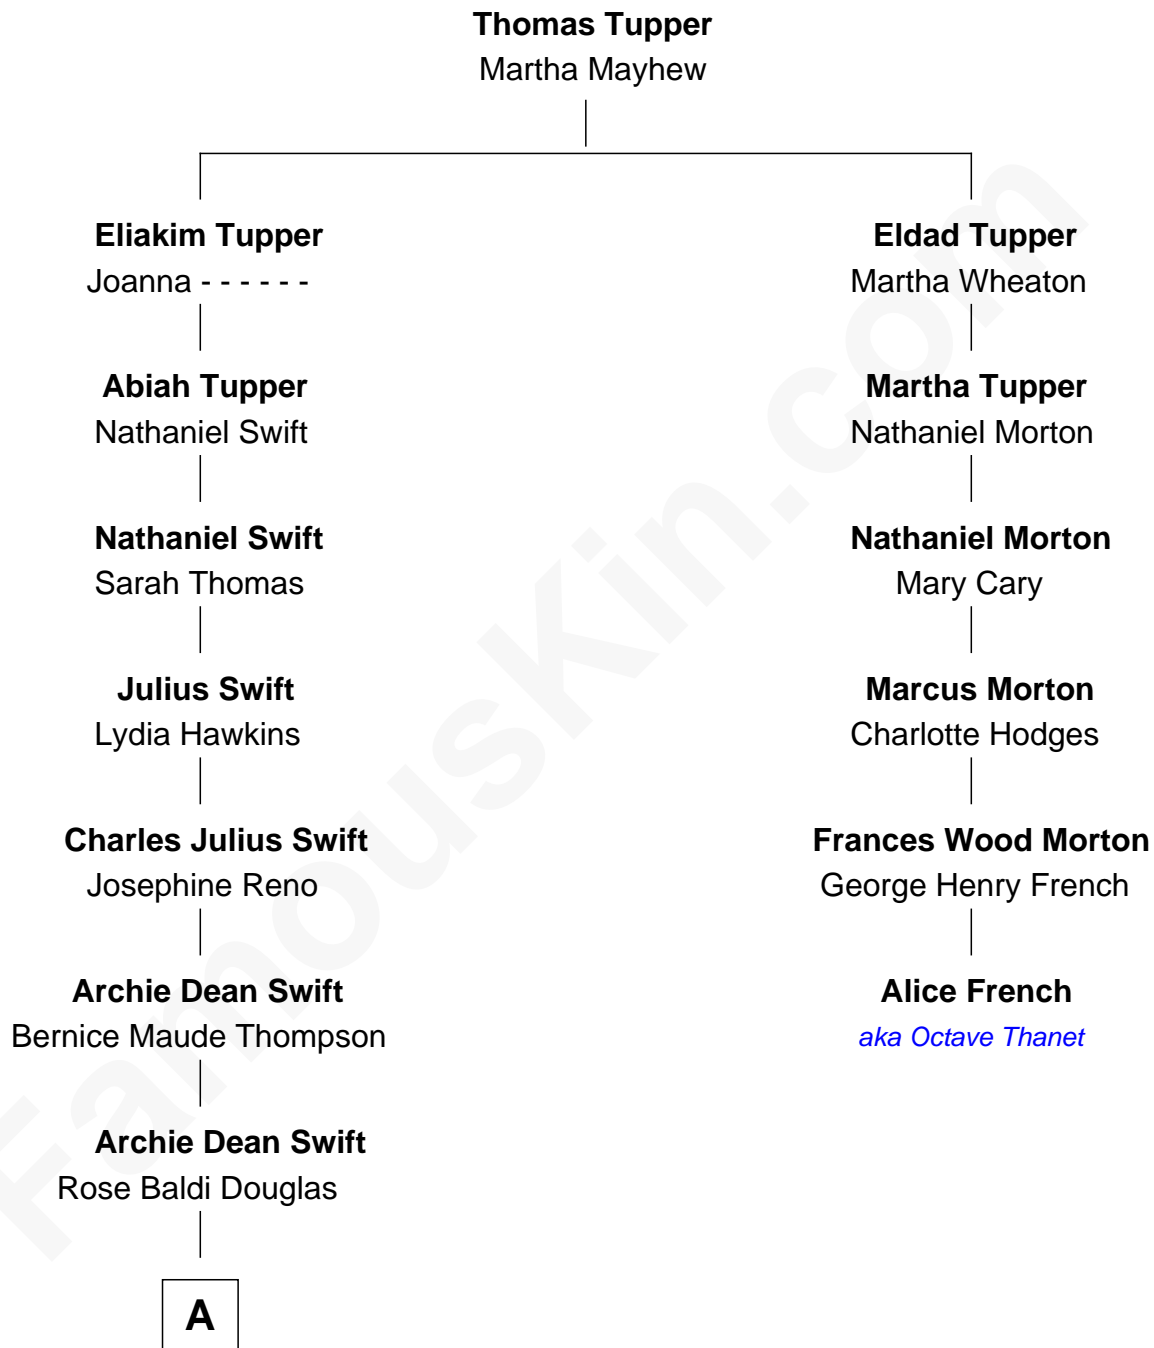 Thomas Tupper
Martha Mayhew
Eliakim Tupper
Joanna - - - - - -
Eldad Tupper
Martha Wheaton
Abiah Tupper
Nathaniel Swift
Martha Tupper
Nathaniel Morton
Nathaniel Swift
Sarah Thomas
Nathaniel Morton
Mary Cary
Julius Swift
Lydia Hawkins
Marcus Morton
Charlotte Hodges
Charles Julius Swift
Josephine Reno
Frances Wood Morton
George Henry French
Archie Dean Swift
Bernice Maude Thompson
Alice French
aka Octave Thanet
Archie Dean Swift
Rose Baldi Douglas
A
FamousKin.com